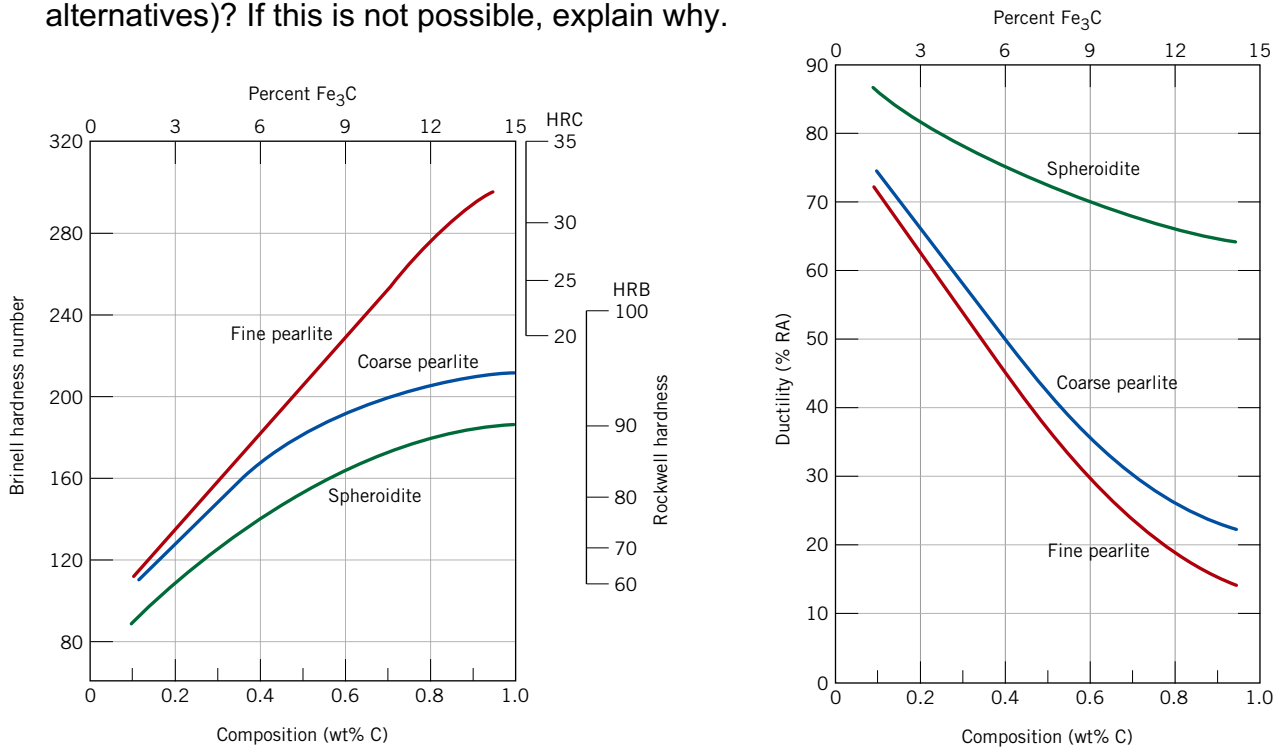 alternatives)? If this is not possible, explain why.
Percent Fe3C
0 3 6 9 12 15
HRC
320
280
240
200
160
120
80
35
30
25
20
HRB
100
90
80
70
60
Fine pearlite
Coarse pearlite
Spheroidite
Brinell hardness number
Rockwell hardness
0 0.2 0.4 0.6 0.8 1.0
Composition (wt% C)
Percent Fe3C
0 3 6 9 12 15
90
80
70
60
50
40
30
20
10
0
Spheroidite
Coarse pearlite
Fine pearlite
Ductility (% RA)
0 0.2 0.4 0.6 0.8 1.0
Composition (wt% C)